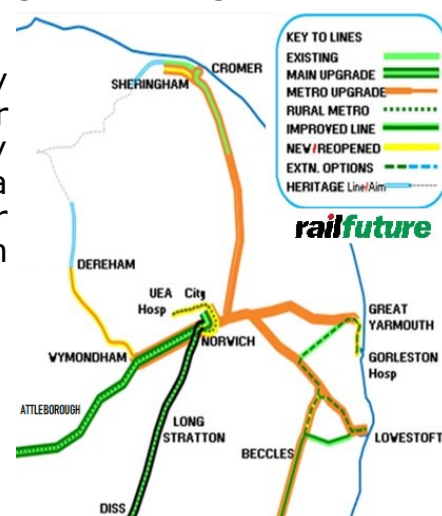 KEY TO LINES
EXISTING
MAIN UPGRADE
METRO UPGRADE
RURAL METRO
IMPROVED LINE
NEW/REOPENED
EXTN. OPTIONS
HERITAGE Line/Aim
railfuture
CROMER
SHERINGHAM
DEREHAM
UEA City
Hosp
NORWICH
GREAT
YARMOUTH
WYMONDHAM
GORLESTON
Hosp
ATTLEBOROUGH
LONG
STRATTON
BECCLES
LOVESTOFT
DISS